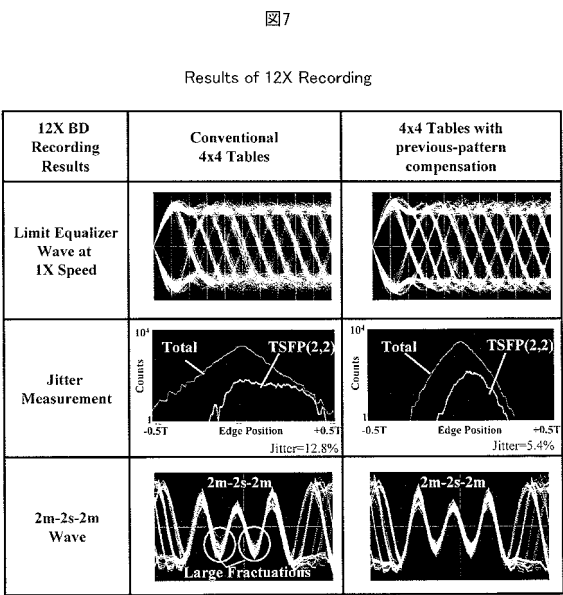 図7
Results of 12X Recording
12X BD
Recording
Results
Conventional
4x4 Tables
4x4 Tables with
previous-pattern
compensation
Limit Equalizer
Wave at
1X Speed
Jitter
Measurement
10⁴
Total
TSFP(2,2)
Counts
1
-0.5T
Edge Position
+0.5T
Jitter=12.8%
10⁴
Total
TSFP(2,2)
Counts
1
-0.5T
Edge Position
+0.5T
Jitter=5.4%
2m-2s-2m
Wave
2m-2s-2m
Large Fractuations
2m-2s-2m